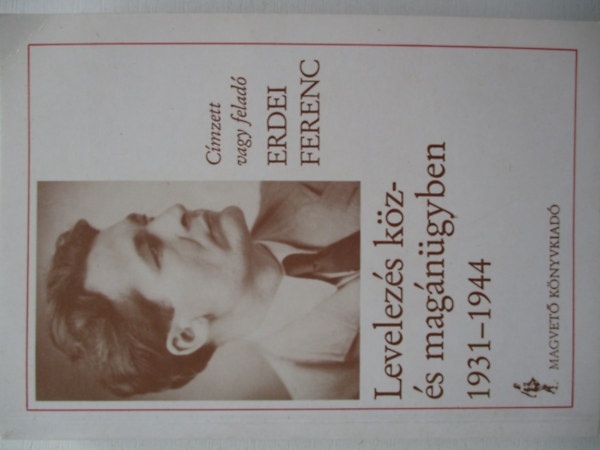 Címzett
vagy feladó
ERDEI
FERENC
Levelezés köz-
és magánügyben
1931–1944
MAGVETŐ KÖNYVKIADÓ